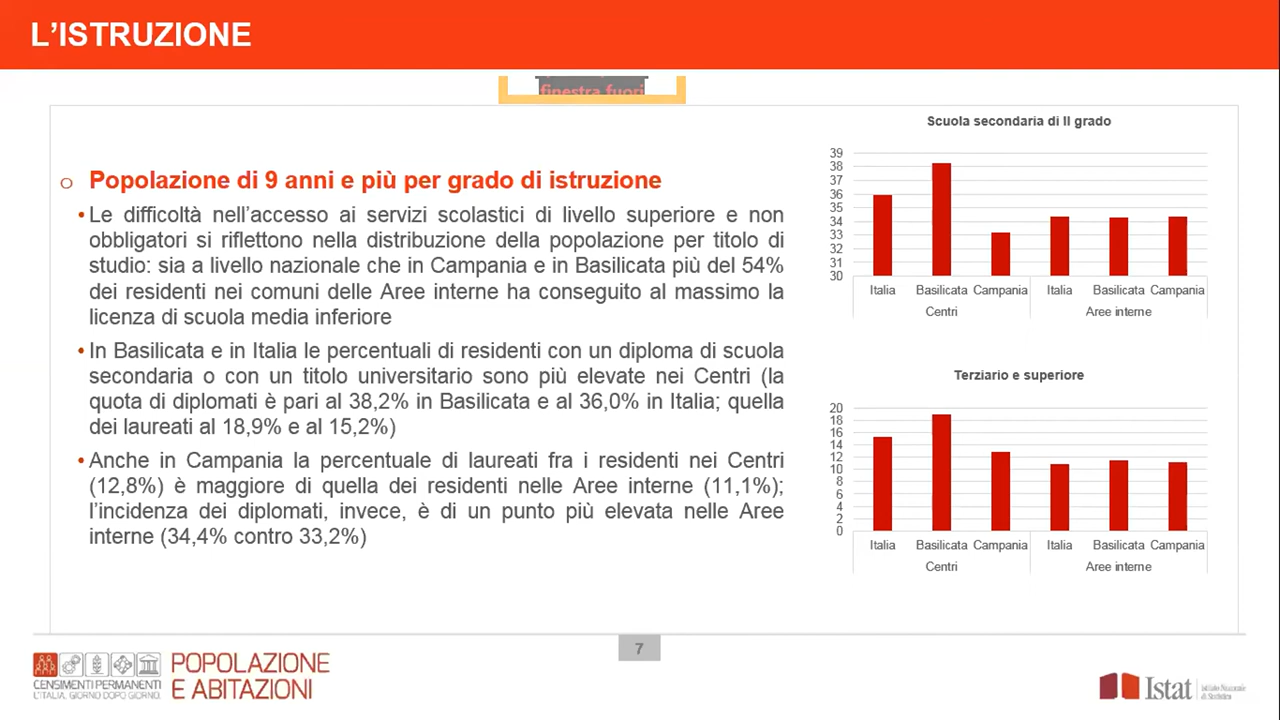 L’ISTRUZIONE
finestra fuori
o Popolazione di 9 anni e più per grado di istruzione
•Le difficoltà nell’accesso ai servizi scolastici di livello superiore e non
obbligatori si riflettono nella distribuzione della popolazione per titolo di
studio: sia a livello nazionale che in Campania e in Basilicata più del 54%
dei residenti nei comuni delle Aree interne ha conseguito al massimo la
licenza di scuola media inferiore
•In Basilicata e in Italia le percentuali di residenti con un diploma di scuola
secondaria o con un titolo universitario sono più elevate nei Centri (la
quota di diplomati è pari al 38,2% in Basilicata e al 36,0% in Italia; quella
dei laureati al 18,9% e al 15,2%)
•Anche in Campania la percentuale di laureati fra i residenti nei Centri
(12,8%) è maggiore di quella dei residenti nelle Aree interne (11,1%);
l’incidenza dei diplomati, invece, è di un punto più elevata nelle Aree
interne (34,4% contro 33,2%)
Scuola secondaria di II grado
39
38
37
36
35
34
33
32
31
30
Italia Basilicata Campania Italia Basilicata Campania
Centri Aree interne
Terziario e superiore
20
18
16
14
12
10
8
6
4
2
0
Italia Basilicata Campania Italia Basilicata Campania
Centri Aree interne
7
CENSIMENTI PERMANENTI
L’ITALIA, GIORNO DOPO GIORNO.
POPOLAZIONE
E ABITAZIONI
Istat
Istituto Nazionale
di Statistica